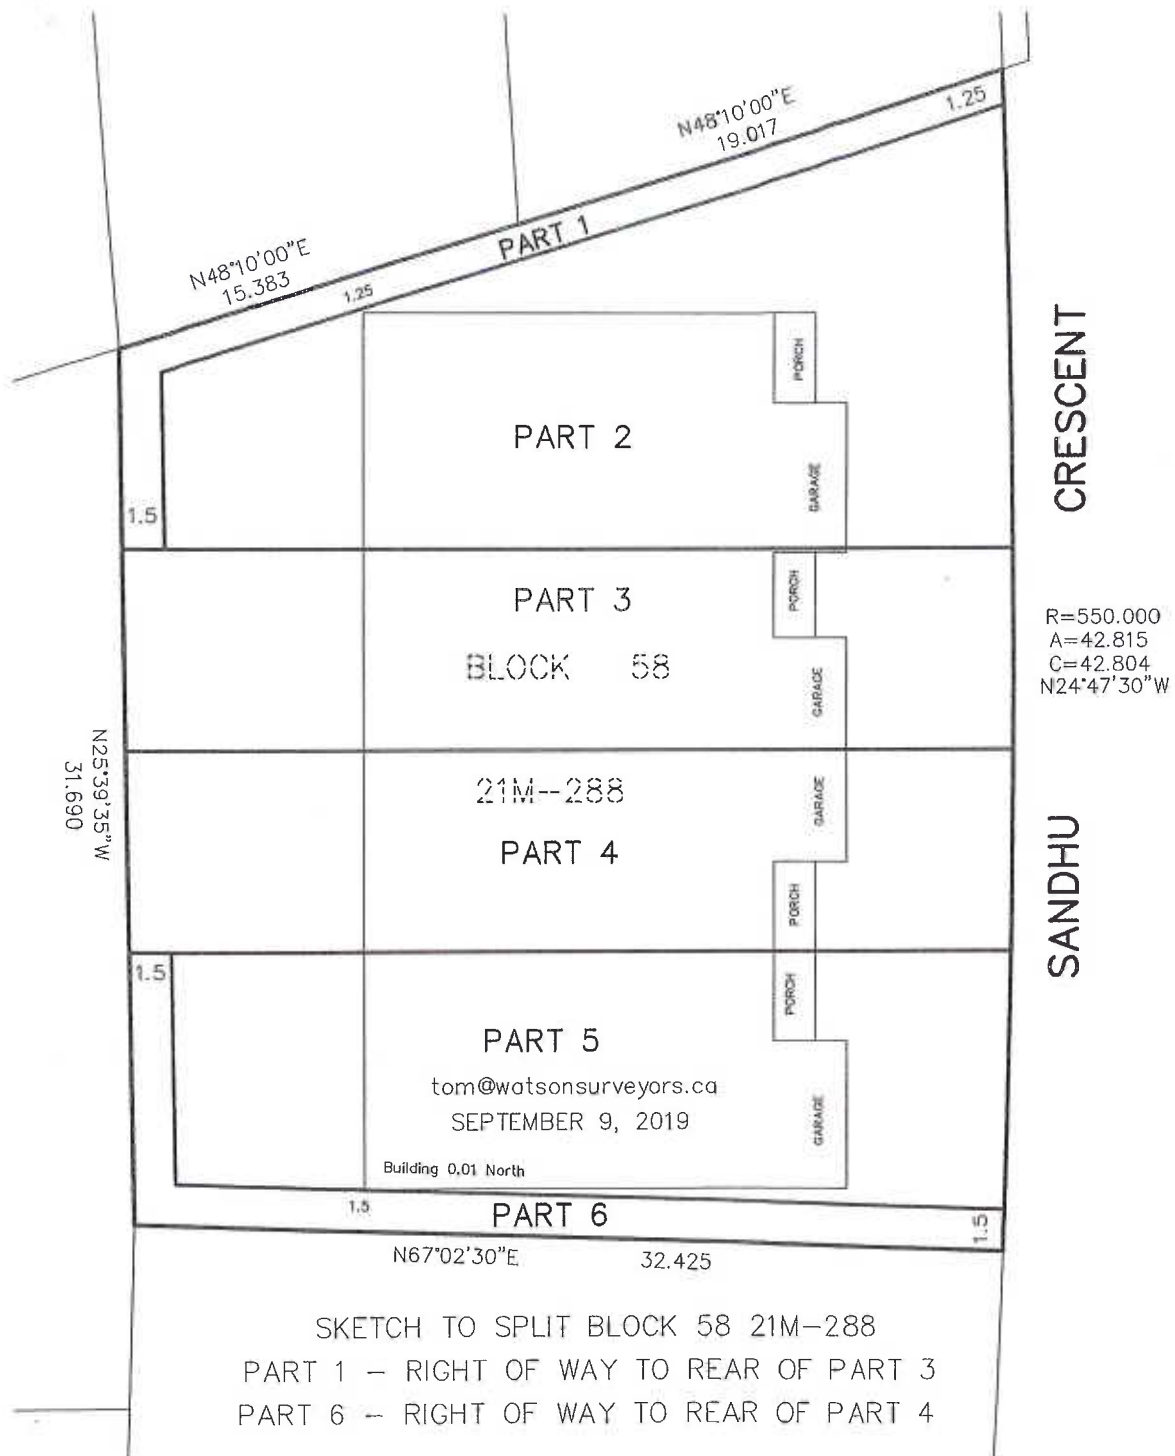 N48°10'00"E
19.017
1.25
N48°10'00"E
15.383
PART 1
1.25
PORCH
PART 2
GARAGE
1.5
CRESCENT
PART 3
PORCH
BLOCK 58
GARAGE
R=550.000
A=42.815
C=42.804
N24°47'30"W
N25°39'35"W
31.690
21M--288
GARAGE
PART 4
PORCH
SANDHU
1.5
PORCH
PART 5
tom@watsonsurveyors.ca
SEPTEMBER 9, 2019
GARAGE
Building 0.01 North
1.5
PART 6
1.5
N67°02'30"E 32.425
SKETCH TO SPLIT BLOCK 58 21M-288
PART 1 - RIGHT OF WAY TO REAR OF PART 3
PART 6 - RIGHT OF WAY TO REAR OF PART 4